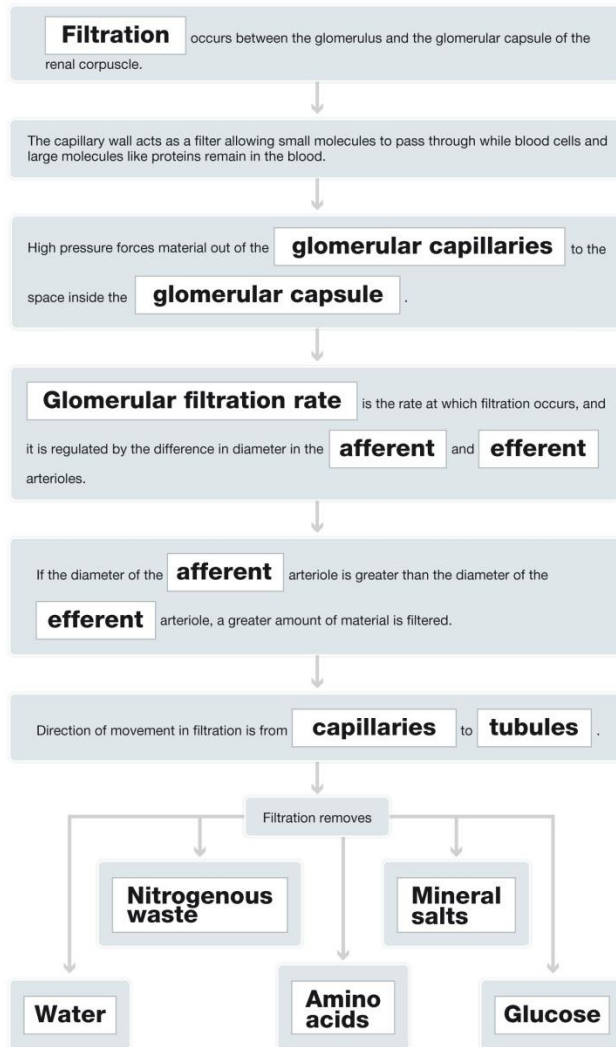 Filtration occurs between the glomerulus and the glomerular capsule of the
renal corpuscle.
The capillary wall acts as a filter allowing small molecules to pass through while blood cells and
large molecules like proteins remain in the blood.
High pressure forces material out of the glomerular capillaries to the
space inside the glomerular capsule .
Glomerular filtration rate is the rate at which filtration occurs, and
it is regulated by the difference in diameter in the afferent and efferent
arterioles.
If the diameter of the afferent arteriole is greater than the diameter of the
efferent arteriole, a greater amount of material is filtered.
Direction of movement in filtration is from capillaries to tubules .
Filtration removes
Nitrogenous
waste
Mineral
salts
Water
Amino
acids
Glucose